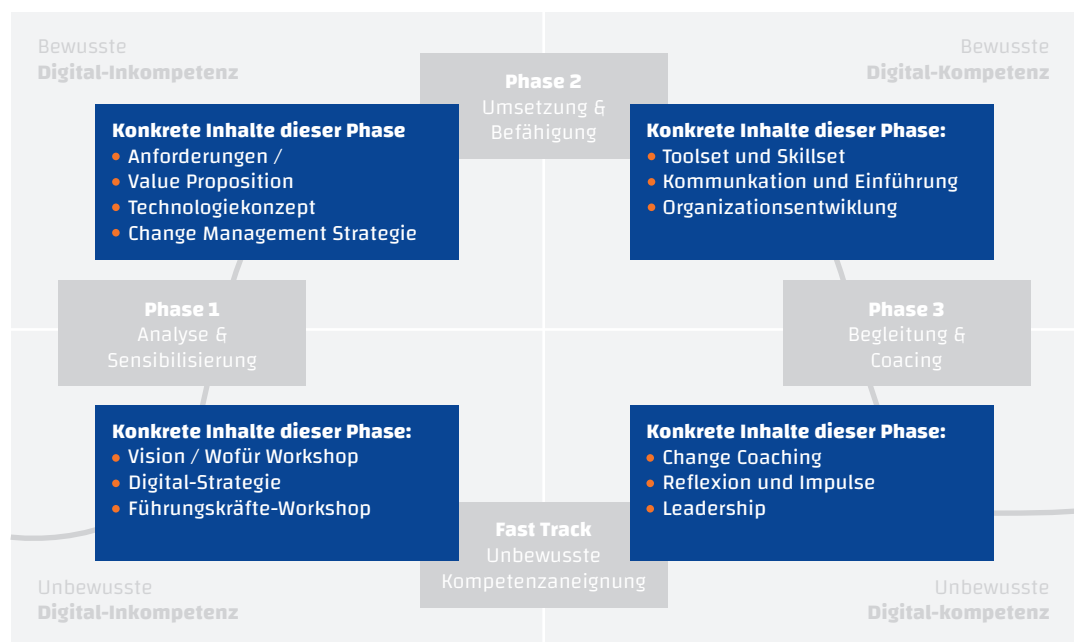 Bewusste
Digital-Inkompetenz
Bewusste
Digital-Kompetenz
Phase 2
Umsetzung &
Befähigung
Konkrete Inhalte dieser Phase
• Anforderungen /
• Value Proposition
• Technologiekonzept
• Change Management Strategie
Konkrete Inhalte dieser Phase:
• Toolset und Skillset
• Kommunkation und Einführung
• Organizationsentwiklung
Phase 1
Analyse &
Sensibilisierung
Phase 3
Begleitung &
Coacing
Konkrete Inhalte dieser Phase:
• Vision / Wofür Workshop
• Digital-Strategie
• Führungskräfte-Workshop
Konkrete Inhalte dieser Phase:
• Change Coaching
• Reflexion und Impulse
• Leadership
Fast Track
Unbewusste
Kompetenzaneignung
Unbewusste
Digital-Inkompetenz
Unbewusste
Digital-kompetenz